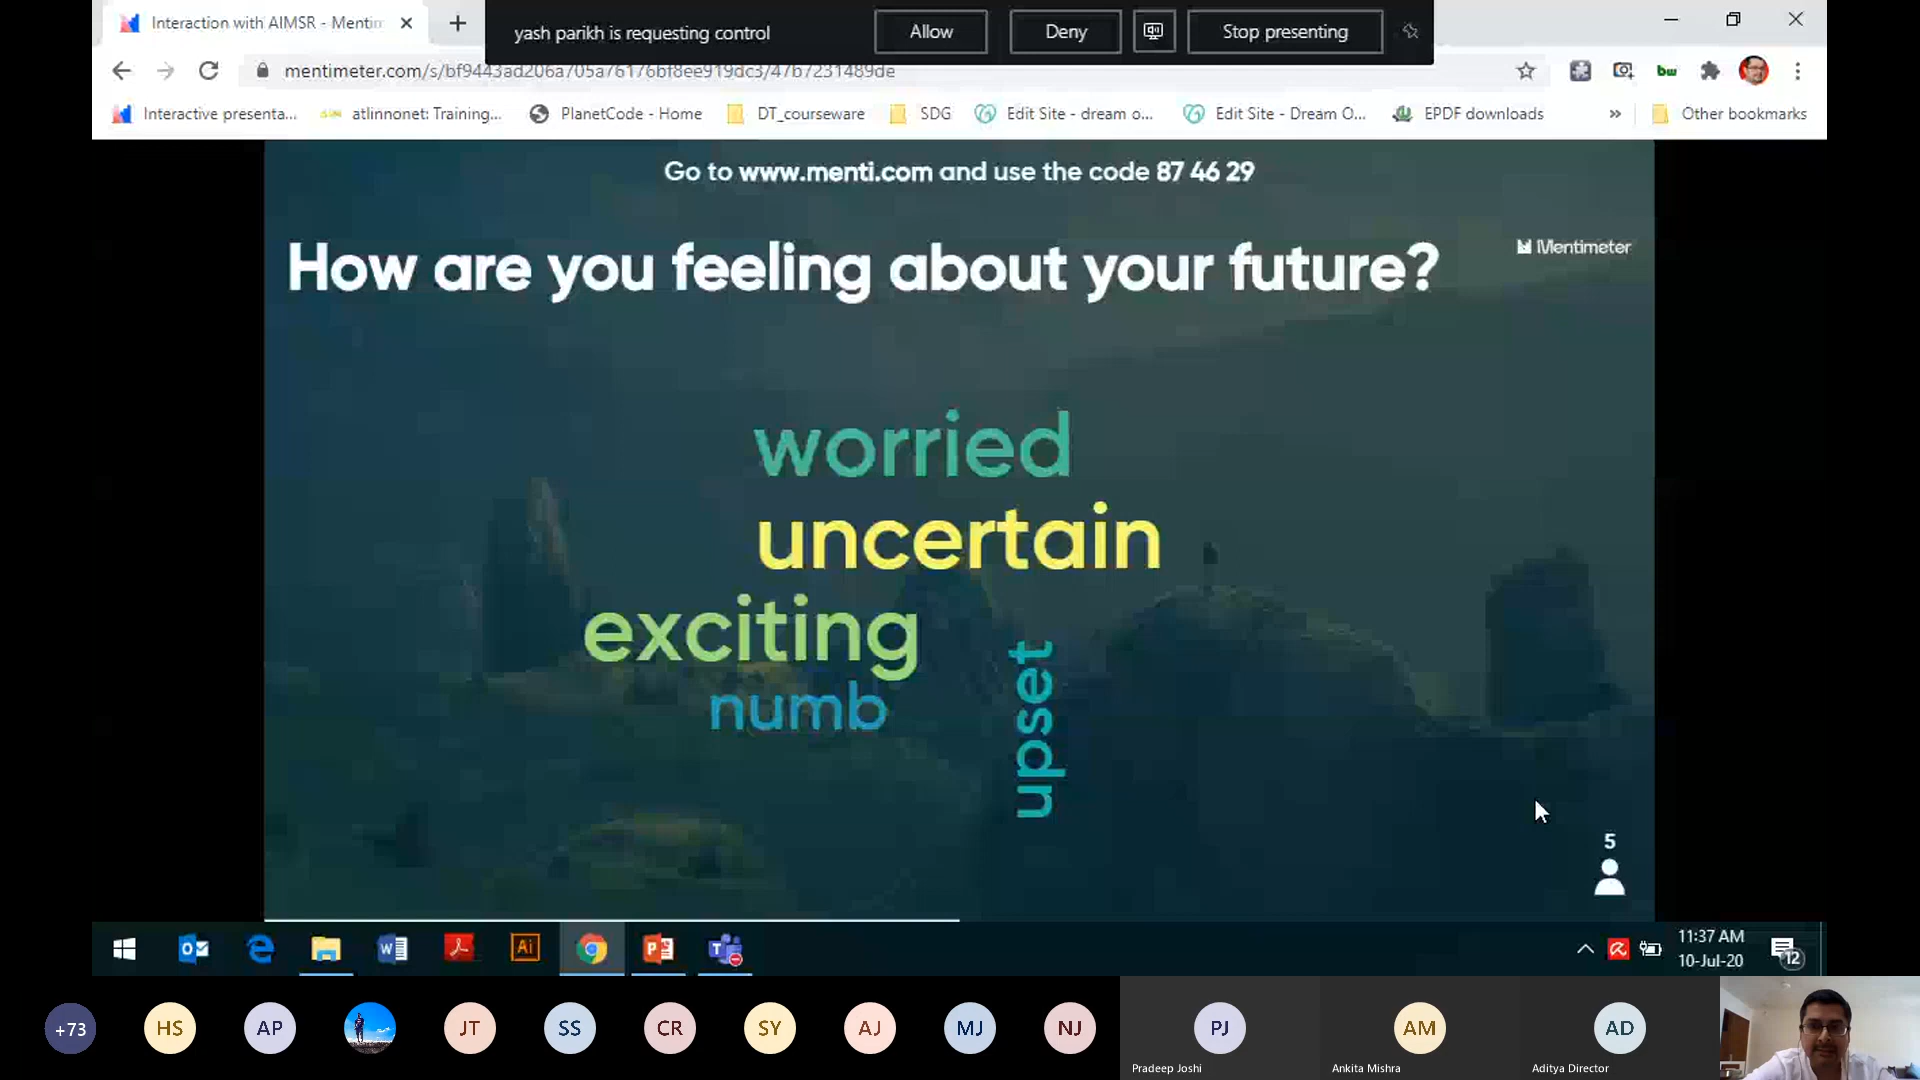 Interaction with AIMSR - Mentim
yash parikh is requesting control
Allow
Deny
Stop presenting
mentimeter.com/s/bf9443ad206a705a76176bf8ee919dc3/47b7231489de
Interactive presenta...
atlinnonet: Training...
PlanetCode - Home
DT_courseware
SDG
Edit Site - dream o...
Edit Site - Dream O...
EPDF downloads
»
Other bookmarks
Go to www.menti.com and use the code 87 46 29
How are you feeling about your future?
Mentimeter
worried
uncertain
exciting
numb
upset
5
11:37 AM
10-Jul-20
12
+73
HS
AP
JT
SS
CR
SY
AJ
MJ
NJ
PJ
AM
AD
Pradeep Joshi
Ankita Mishra
Aditya Director